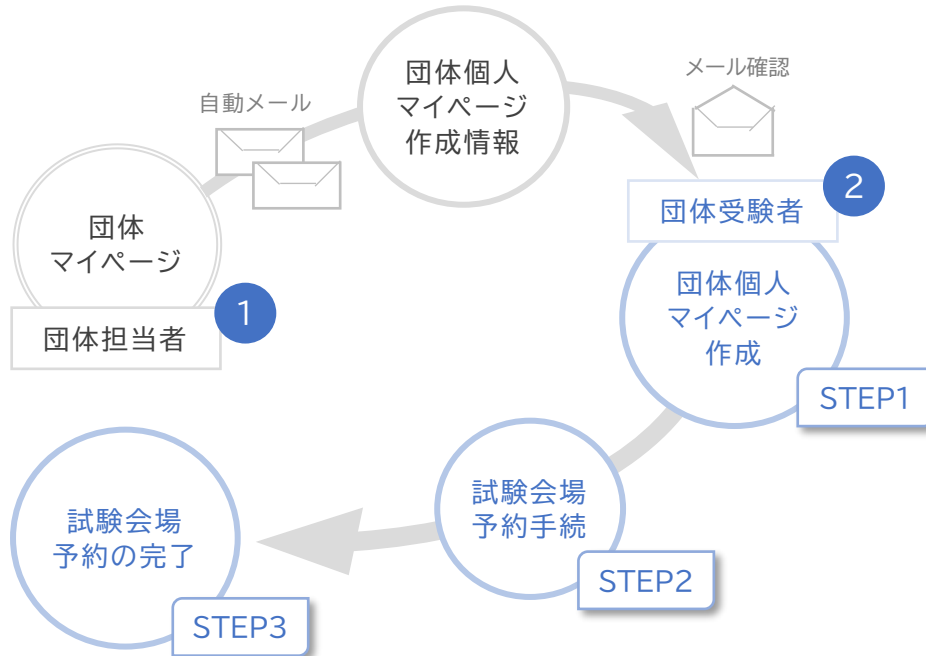 団体個人
マイページ
作成情報
自動メール
メール確認
団体
マイページ
団体担当者
1
団体受験者
2
団体個人
マイページ
作成
STEP1
試験会場
予約手続
STEP2
試験会場
予約の完了
STEP3